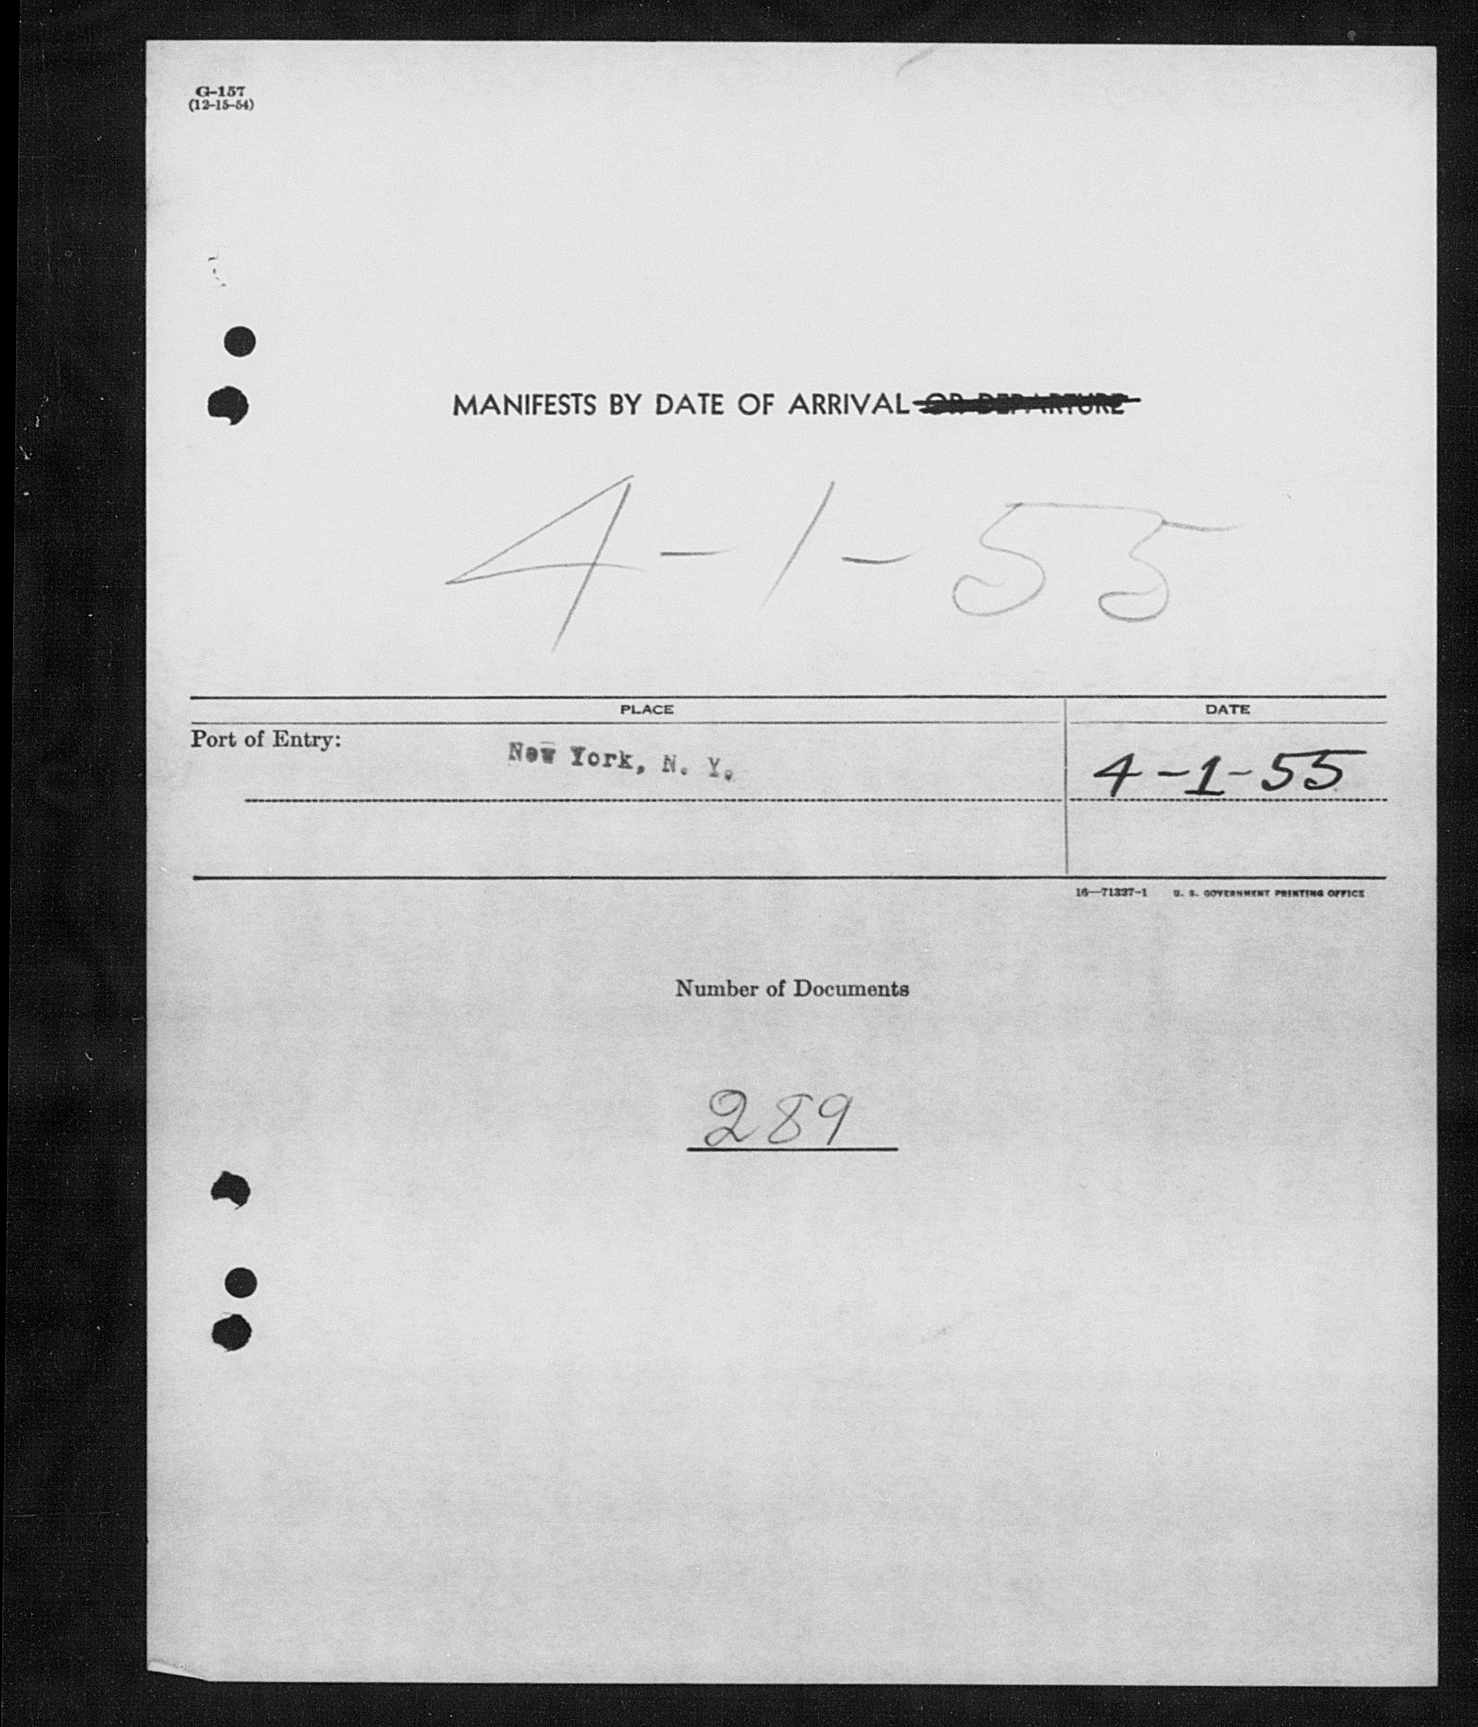 G-157
(12-15-54)
MANIFESTS BY DATE OF ARRIVAL OR DEPARTURE
4-1-55
PLACE DATE
Port of Entry: New York, N. Y. 4-1-55
16—71327-1 U. S. GOVERNMENT PRINTING OFFICE
Number of Documents
289